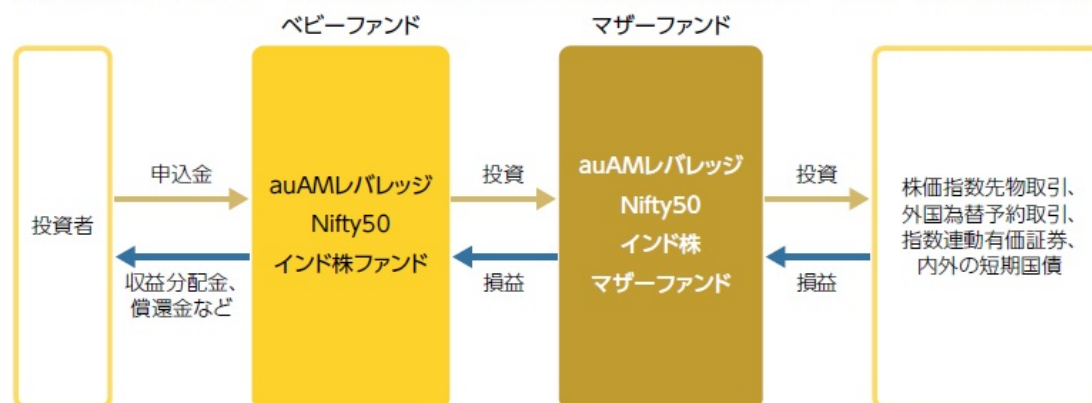 ベビーファンド
マザーファンド
投資者
申込金
収益分配金、
償還金など
auAMレバレッジ
Nifty50
インド株ファンド
投資
損益
auAMレバレッジ
Nifty50
インド株
マザーファンド
投資
損益
株価指数先物取引、
外国為替予約取引、
指数連動有価証券、
内外の短期国債